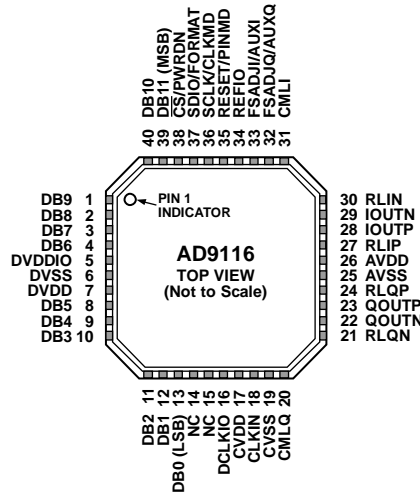 40 DB10
39 DB11 (MSB)
38 CS/PWRDN
37 SDIO/FORMAT
36 SCLK/CLKMD
35 RESET/PINMD
34 REFIO
33 FSADJI/AUXI
32 FSADJQ/AUXQ
31 CMLI
DB9 1
DB8 2
DB7 3
DB6 4
DVDDIO 5
DVSS 6
DVDD 7
DB5 8
DB4 9
DB3 10
PIN 1
INDICATOR
AD9116
TOP VIEW
(Not to Scale)
30 RLIN
29 IOUTN
28 IOUTP
27 RLIP
26 AVDD
25 AVSS
24 RLQP
23 QOUTP
22 QOUTN
21 RLQN
DB2 11
DB1 12
DB0 (LSB) 13
NC 14
NC 15
DCLKIO 16
CVDD 17
CLKIN 18
CVSS 19
CMLQ 20